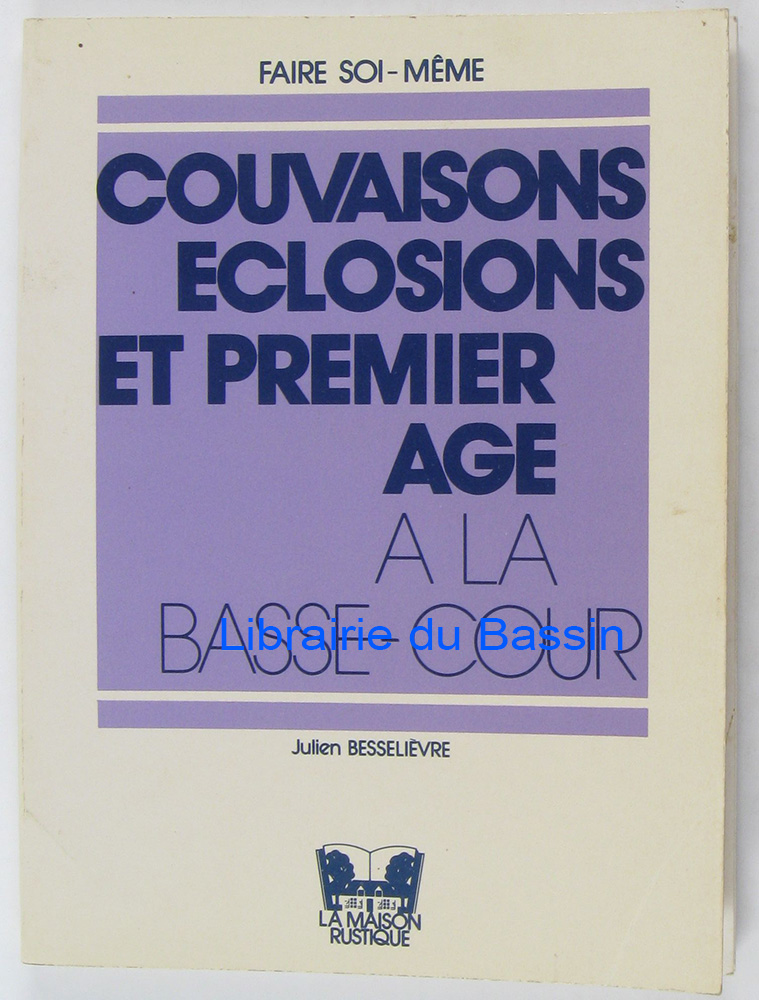 FAIRE SOI-MÊME
COUVAISONS
ECLOSIONS
ET PREMIER
AGE
A LA
BASSE-COUR
Librairie du Bassin
Julien BESSELIÈVRE
LA MAISON
RUSTIQUE